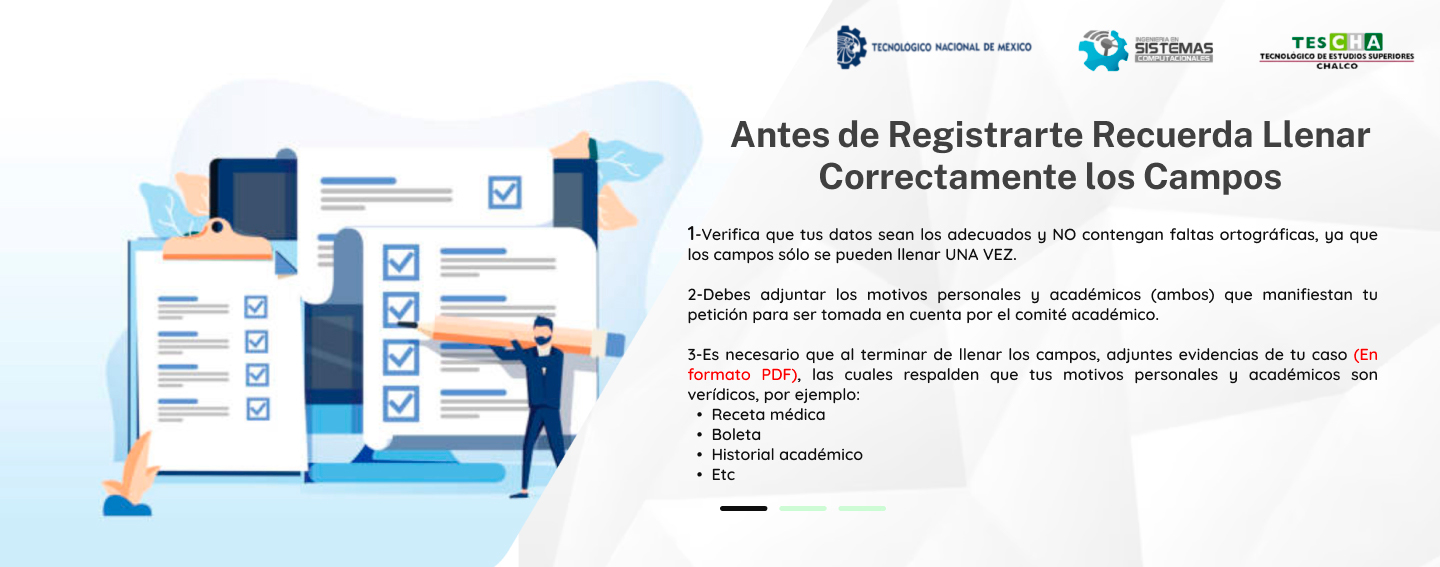 TECNOLÓGICO NACIONAL DE MÉXICO
INGENIERIA EN
SISTEMAS
COMPUTACIONALES
TESCHA
TECNOLÓGICO DE ESTUDIOS SUPERIORES
CHALCO
Antes de Registrarte Recuerda Llenar
Correctamente los Campos
1-Verifica que tus datos sean los adecuados y NO contengan faltas ortográficas, ya que
los campos sólo se pueden llenar UNA VEZ.
2-Debes adjuntar los motivos personales y académicos (ambos) que manifiestan tu
petición para ser tomada en cuenta por el comité académico.
3-Es necesario que al terminar de llenar los campos, adjuntes evidencias de tu caso (En
formato PDF), las cuales respalden que tus motivos personales y académicos son
verídicos, por ejemplo:
• Receta médica
• Boleta
• Historial académico
• Etc